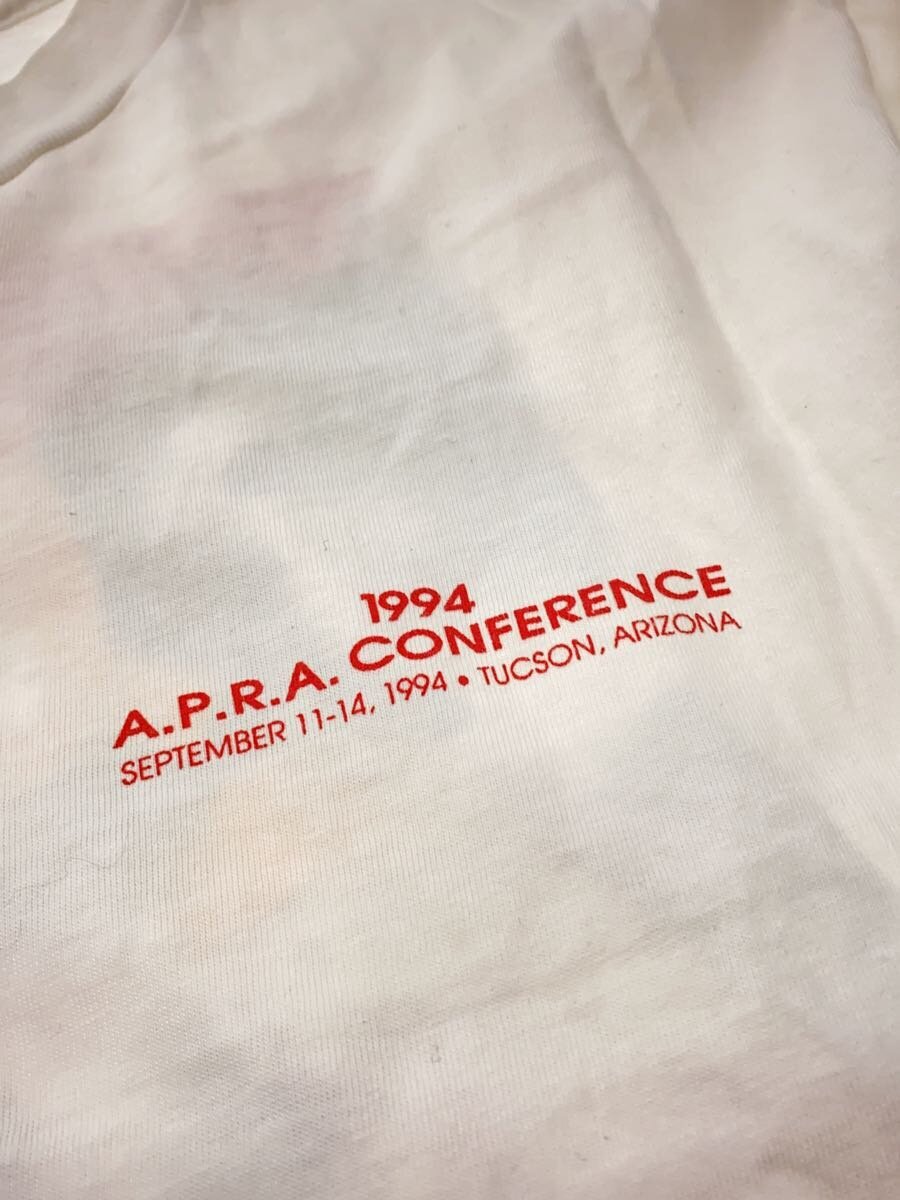 1994
A.P.R.A. CONFERENCE
SEPTEMBER 11-14, 1994 • TUCSON, ARIZONA